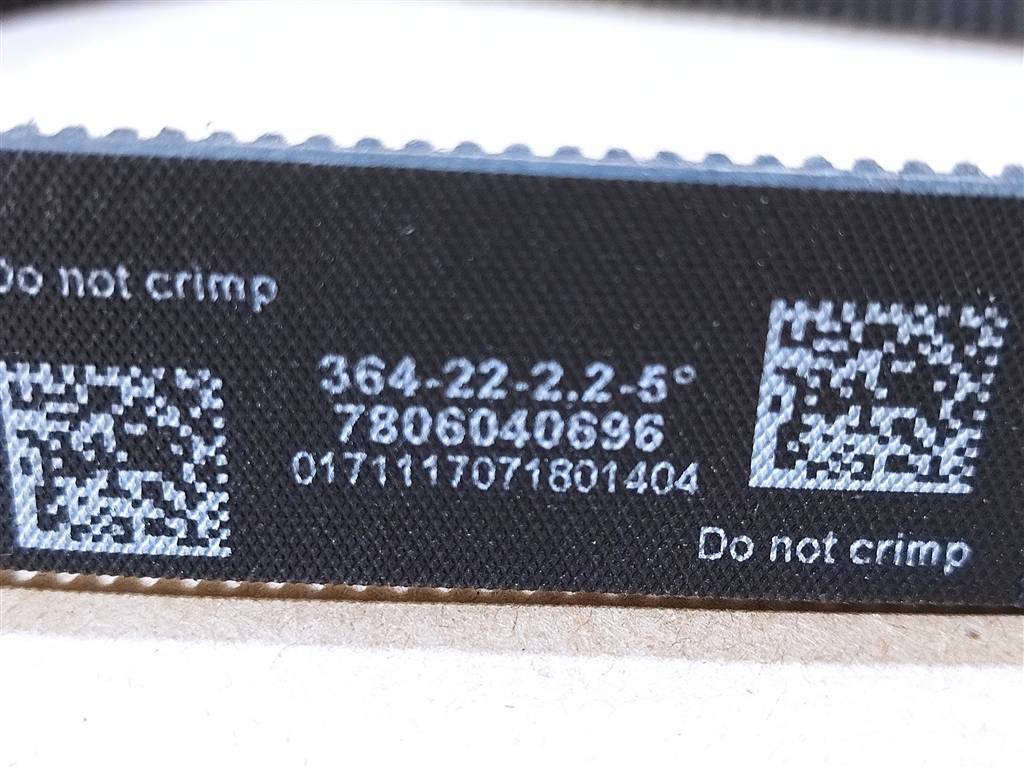 Do not crimp
364-22-2.2-5°
7806040696
0171117071801404
Do not crimp